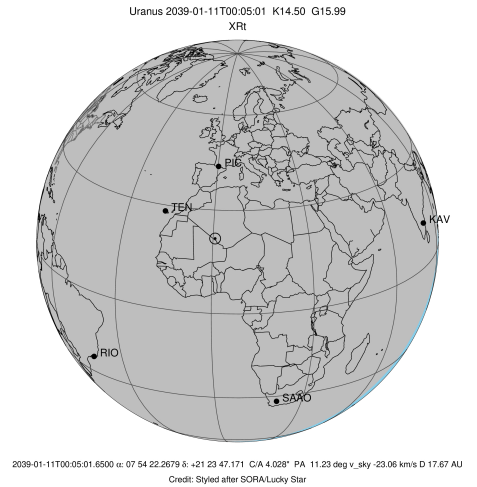 Uranus 2039-01-11T00:05:01 K14.50 G15.99
XRt
PIC
TEN
KAV
RIO
SAAO
2039-01-11T00:05:01.6500 α: 07 54 22.2679 δ: +21 23 47.171 C/A 4.028" PA 11.23 deg v_sky -23.06 km/s D 17.67 AU
Credit: Styled after SORA/Lucky Star